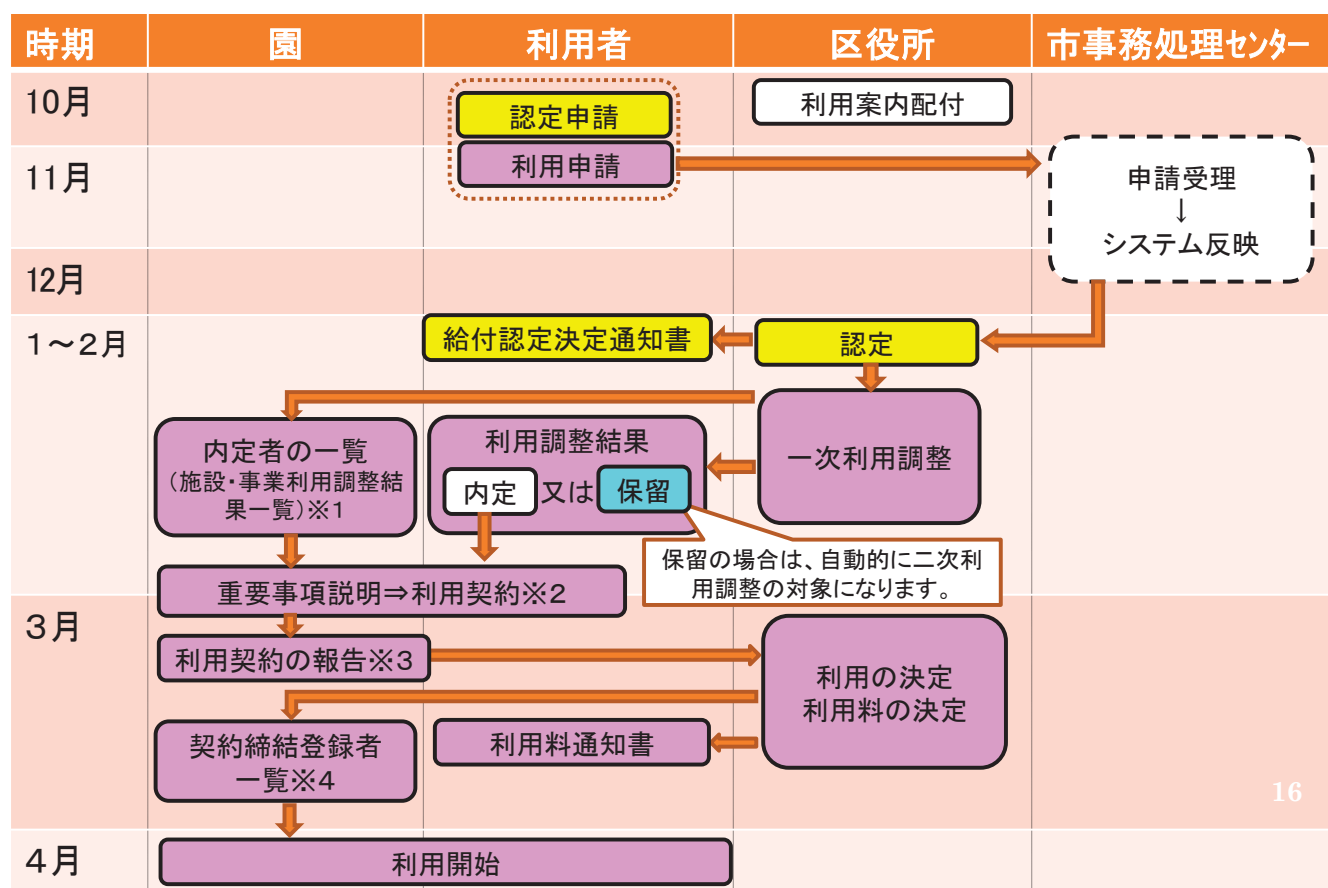 時期
園
利用者
区役所
市事務処理センター
10月
認定申請
利用案内配付
11月
利用申請
申請受理
↓
システム反映
12月
1～2月
給付認定決定通知書
認定
内定者の一覧
(施設・事業利用調整結
果一覧)※1
利用調整結果
内定 又は 保留
一次利用調整
保留の場合は、自動的に二次利
用調整の対象になります。
重要事項説明⇒利用契約※2
3月
利用契約の報告※3
利用の決定
利用料の決定
契約締結登録者
一覧※4
利用料通知書
16
4月
利用開始